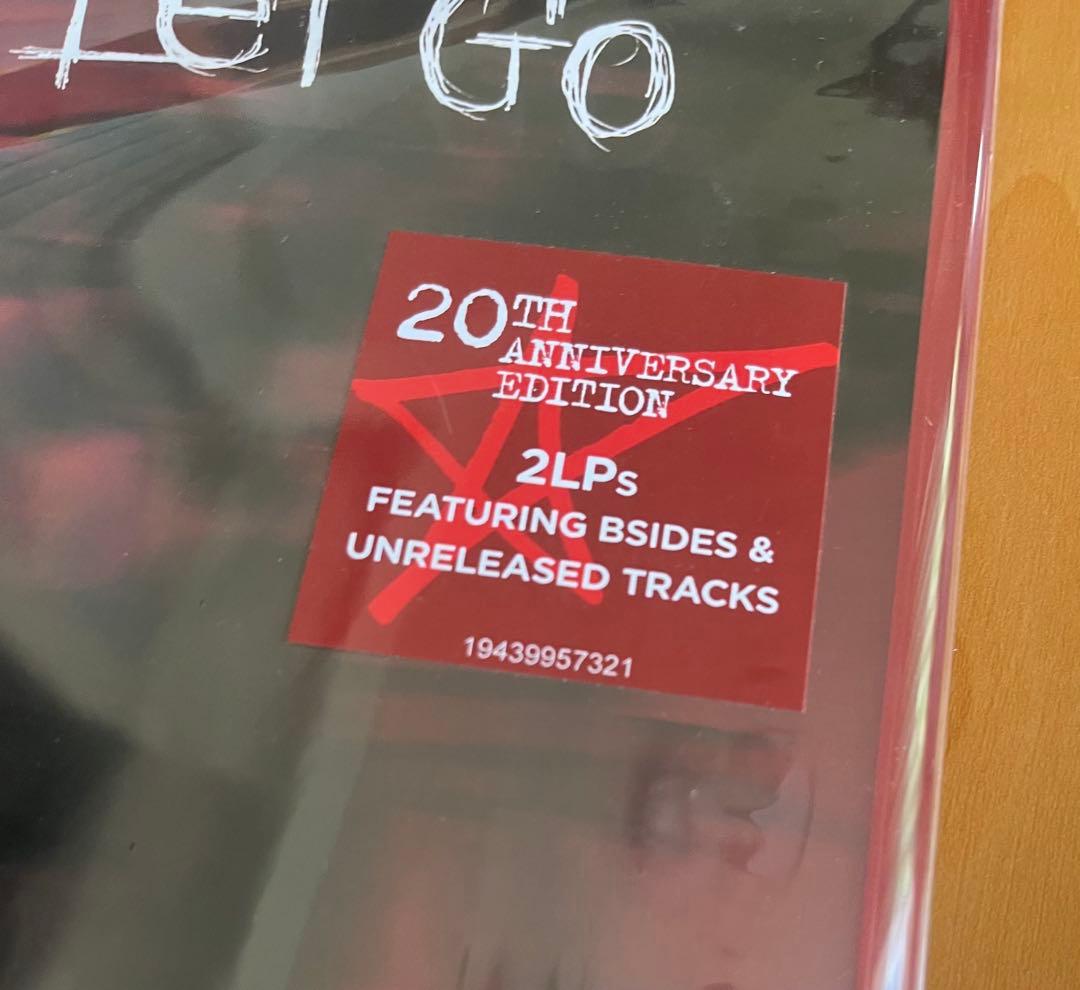 Let Go
20TH
ANNIVERSARY
EDITION
2LPs
FEATURING BSIDES &
UNRELEASED TRACKS
19439957321